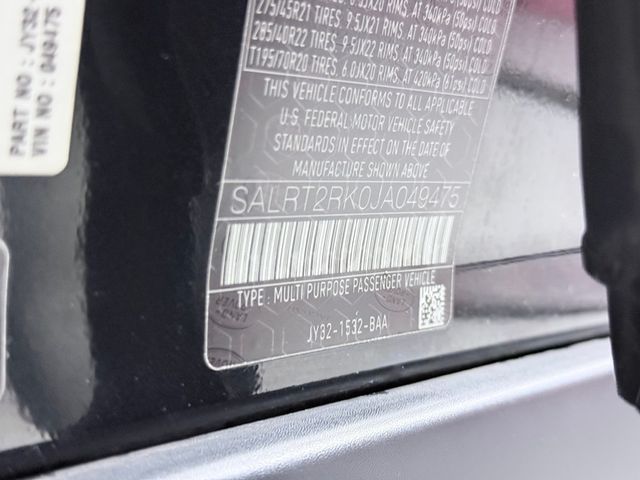 PART NO : JY32-
VIN NO : 049475
275/45R21 TIRES, 9.5JX21 RIMS, AT 340kPa (50psi) COLD
285/40R22 TIRES, 9.5JX22 RIMS, AT 340kPa (50psi) COLD
T195/70R20 TIRES, 6.0JX20 RIMS, AT 420kPa (61psi) COLD
THIS VEHICLE CONFORMS TO ALL APPLICABLE
U.S. FEDERAL MOTOR VEHICLE SAFETY
STANDARDS IN EFFECT ON THE DATE OF
MANUFACTURE SHOWN ABOVE
SALRT2RK0JA049475
TYPE : MULTI PURPOSE PASSENGER VEHICLE
JY32-1532-BAA